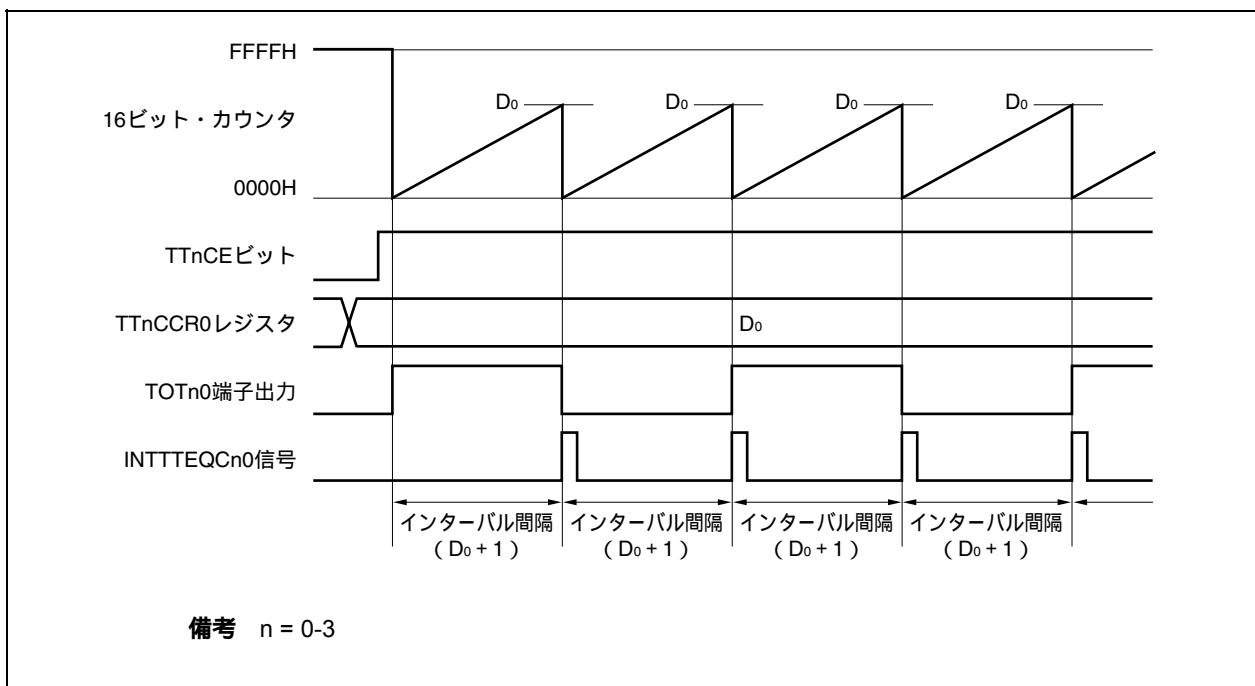 FFFFH
D₀ D₀ D₀ D₀
16ビット・カウンタ
0000H
TTnCEビット
TTnCCR0レジスタ D₀
TOTn0端子出力
INTTTEQCn0信号
インターバル間隔 インターバル間隔 インターバル間隔 インターバル間隔
（D₀+1） （D₀+1） （D₀+1） （D₀+1）
備考 n = 0-3